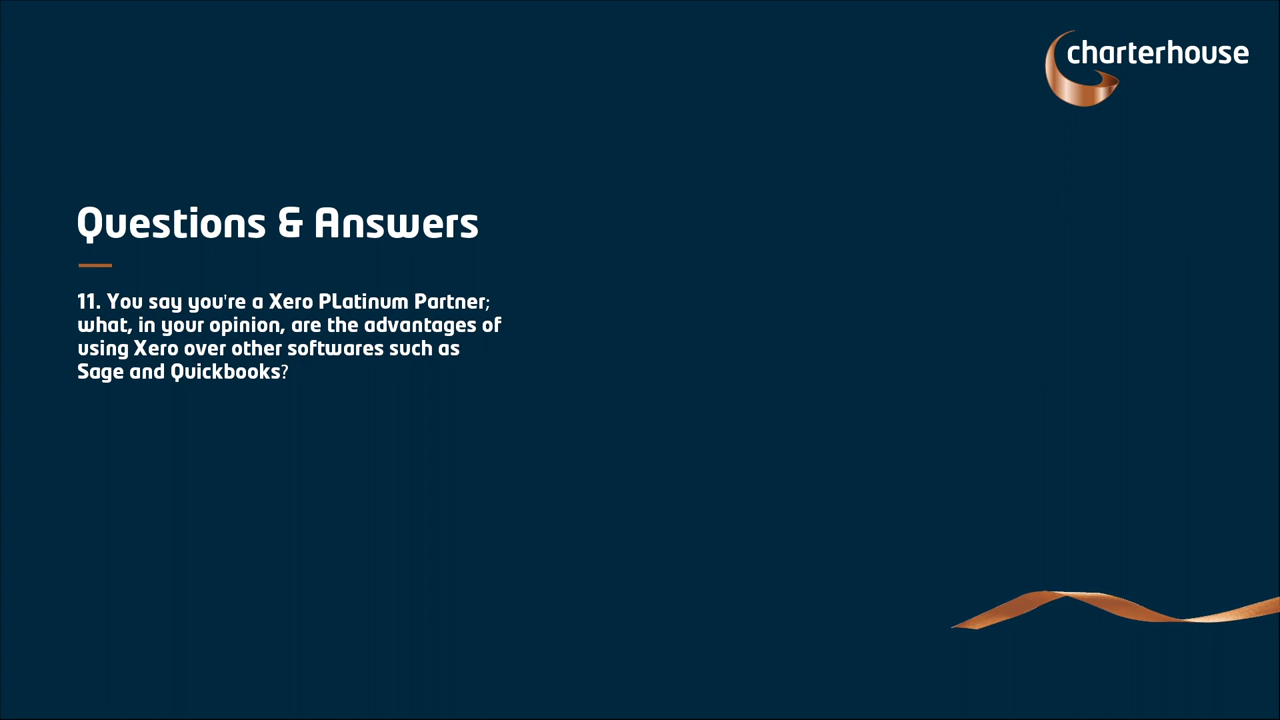 charterhouse
Questions & Answers
11. You say you're a Xero PLatinum Partner;
what, in your opinion, are the advantages of
using Xero over other softwares such as
Sage and Quickbooks?